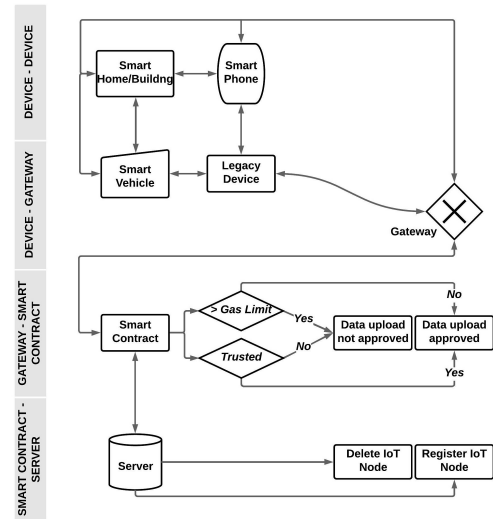 DEVICE - DEVICE
Smart
Home/Buildng
Smart
Phone
DEVICE - GATEWAY
Smart
Vehicle
Legacy
Device
Gateway
GATEWAY - SMART
CONTRACT
Smart
Contract
> Gas Limit
Yes
No
Trusted
No
Yes
Data upload
not approved
Data upload
approved
SMART CONTRACT -
SERVER
Server
Delete IoT
Node
Register IoT
Node